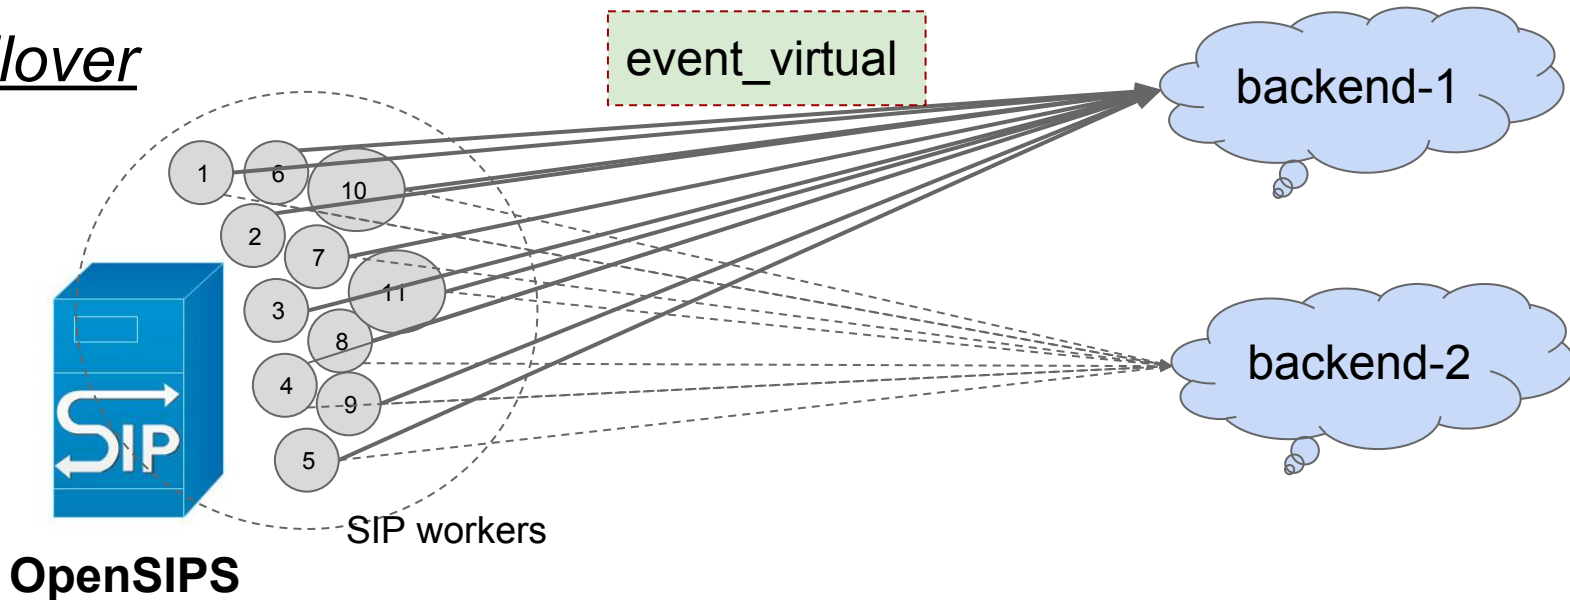 llover
event_virtual
backend-1
1
6
10
2
7
3
11
8
4
9
5
backend-2
SIP
SIP workers
OpenSIPS